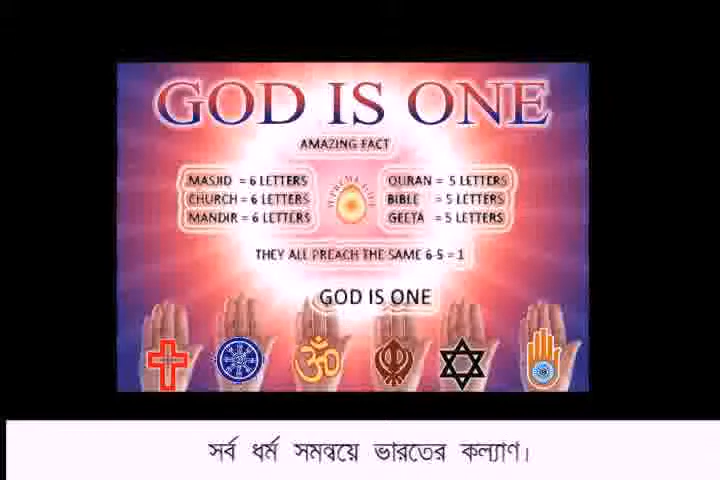 GOD IS ONE
AMAZING FACT
MASJID = 6 LETTERS
CHURCH = 6 LETTERS
MANDIR = 6 LETTERS
QURAN = 5 LETTERS
BIBLE = 5 LETTERS
GEETA = 5 LETTERS
THEY ALL PREACH THE SAME 6-5 = 1
GOD IS ONE
সর্ব ধর্ম সমন্বয়ে ভারতের কল্যাণ।